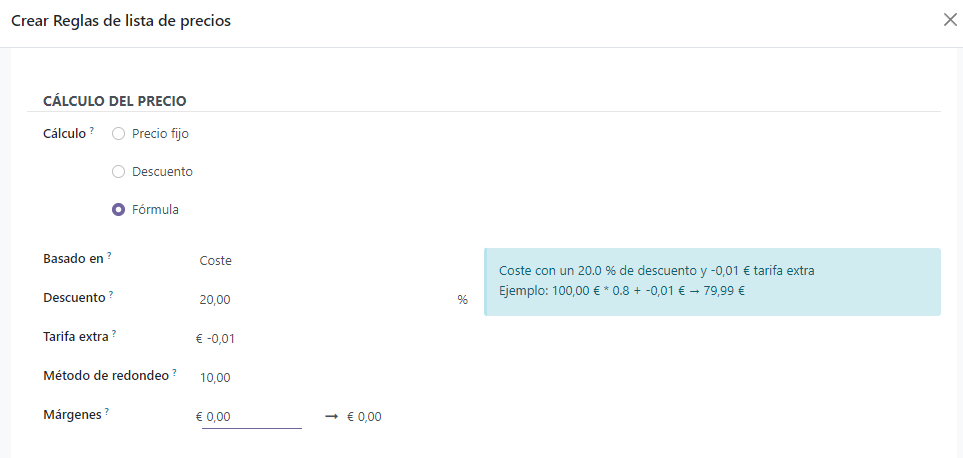 Crear Reglas de lista de precios
CÁLCULO DEL PRECIO
Cálculo ?
Precio fijo
Descuento
Fórmula
Basado en ?
Coste
Descuento ?
20,00
%
Tarifa extra ?
€ -0,01
Método de redondeo ?
10,00
Márgenes ?
€ 0,00
→ € 0,00
Coste con un 20.0 % de descuento y -0,01 € tarifa extra
Ejemplo: 100,00 € * 0.8 + -0,01 € → 79,99 €